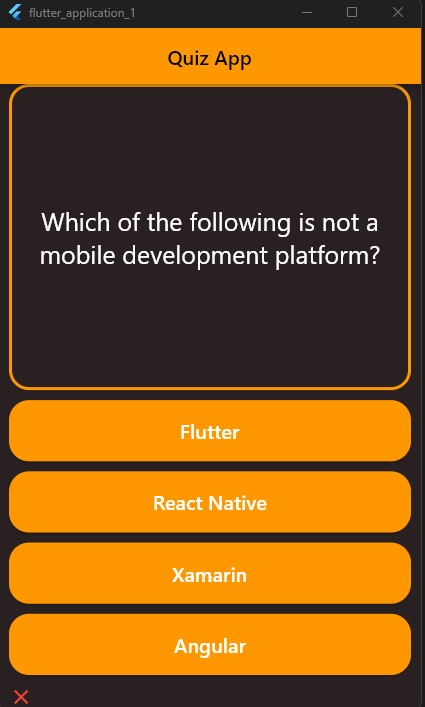 flutter_application_1
Quiz App
Which of the following is not a
mobile development platform?
Flutter
React Native
Xamarin
Angular